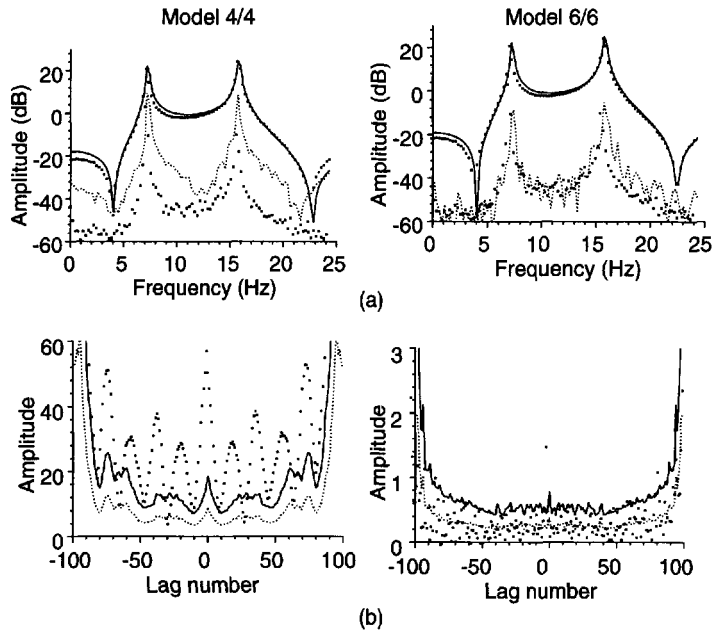 Model 4/4
Model 6/6
Amplitude (dB)
20
0
-20
-40
-60
0 5 10 15 20 25
Frequency (Hz)
Amplitude (dB)
20
0
-20
-40
-60
0 5 10 15 20 25
Frequency (Hz)
(a)
Amplitude
60
40
20
0
-100 -50 0 50 100
Lag number
Amplitude
3
2
1
0
-100 -50 0 50 100
Lag number
(b)